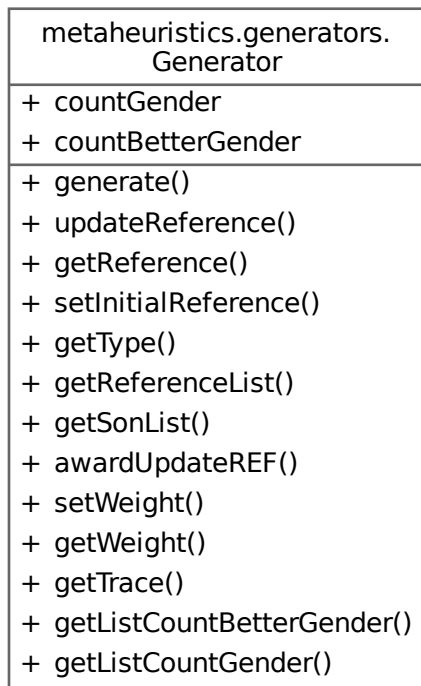 metaheuristics.generators.
Generator
+ countGender
+ countBetterGender
+ generate()
+ updateReference()
+ getReference()
+ setInitialReference()
+ getType()
+ getReferenceList()
+ getSonList()
+ awardUpdateREF()
+ setWeight()
+ getWeight()
+ getTrace()
+ getListCountBetterGender()
+ getListCountGender()